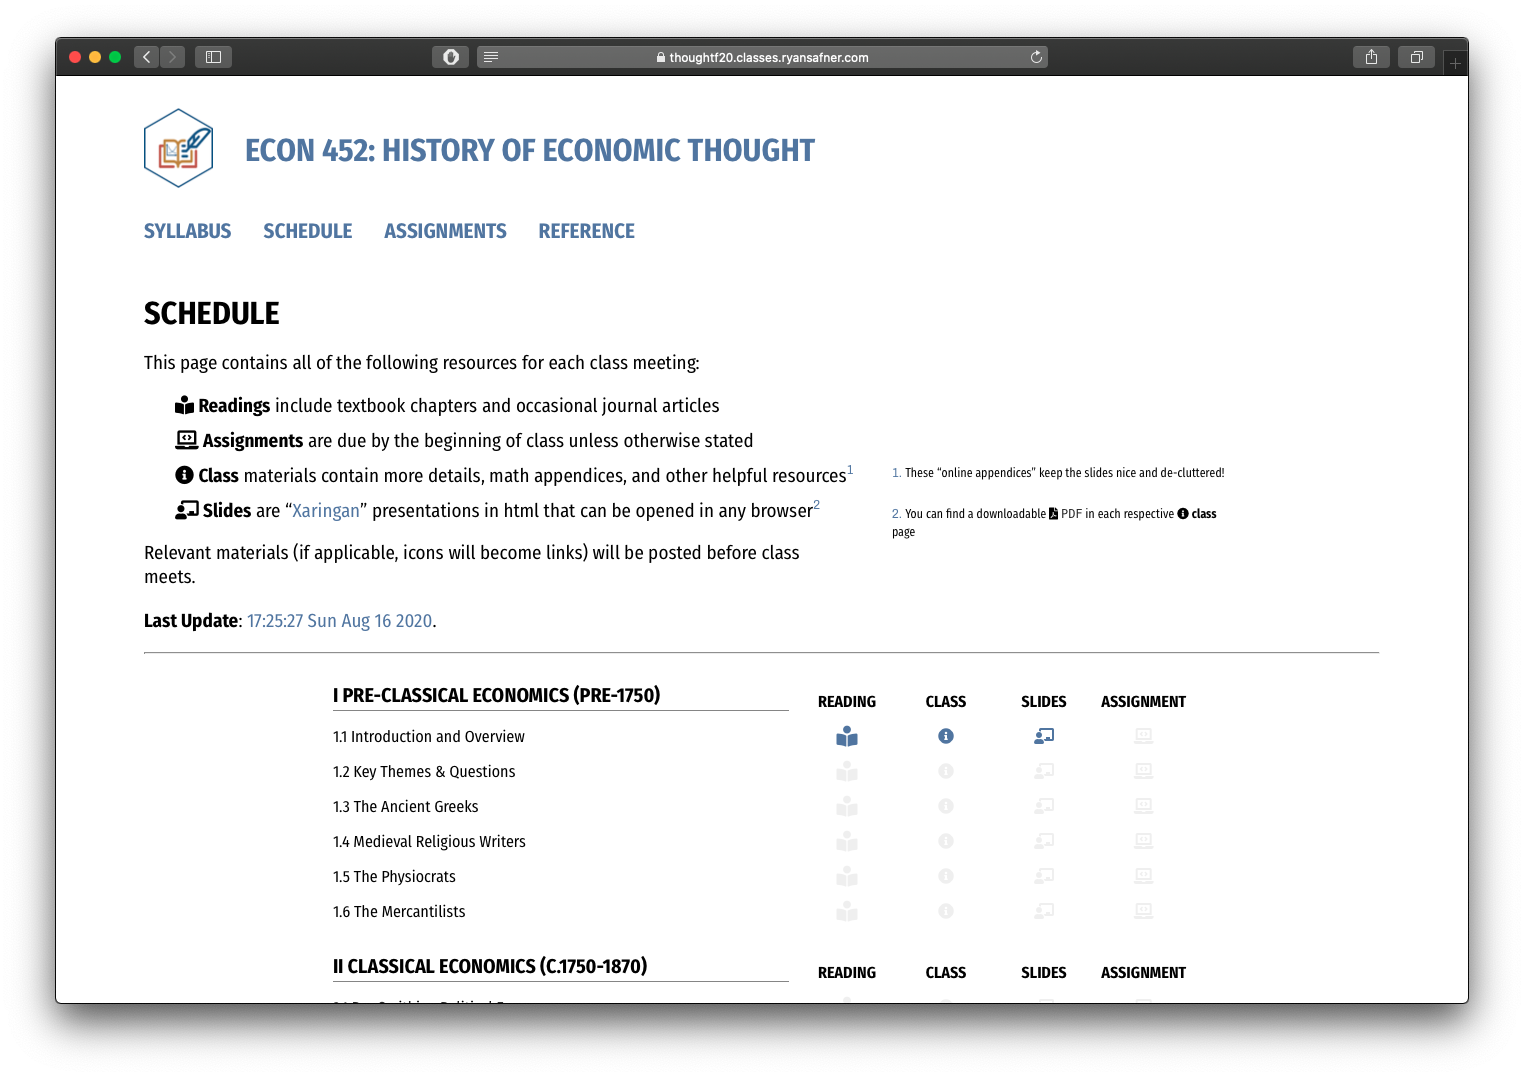 thoughtf20.classes.ryansafner.com
ECON 452: HISTORY OF ECONOMIC THOUGHT
SYLLABUS SCHEDULE ASSIGNMENTS REFERENCE
SCHEDULE
This page contains all of the following resources for each class meeting:
Readings include textbook chapters and occasional journal articles
Assignments are due by the beginning of class unless otherwise stated
Class materials contain more details, math appendices, and other helpful resources1
1. These “online appendices” keep the slides nice and de-cluttered!
Slides are “Xaringan” presentations in html that can be opened in any browser2
2. You can find a downloadable PDF in each respective class
page
Relevant materials (if applicable, icons will become links) will be posted before class
meets.
Last Update: 17:25:27 Sun Aug 16 2020.
I PRE-CLASSICAL ECONOMICS (PRE-1750) READING CLASS SLIDES ASSIGNMENT
1.1 Introduction and Overview
1.2 Key Themes & Questions
1.3 The Ancient Greeks
1.4 Medieval Religious Writers
1.5 The Physiocrats
1.6 The Mercantilists
II CLASSICAL ECONOMICS (C.1750-1870) READING CLASS SLIDES ASSIGNMENT